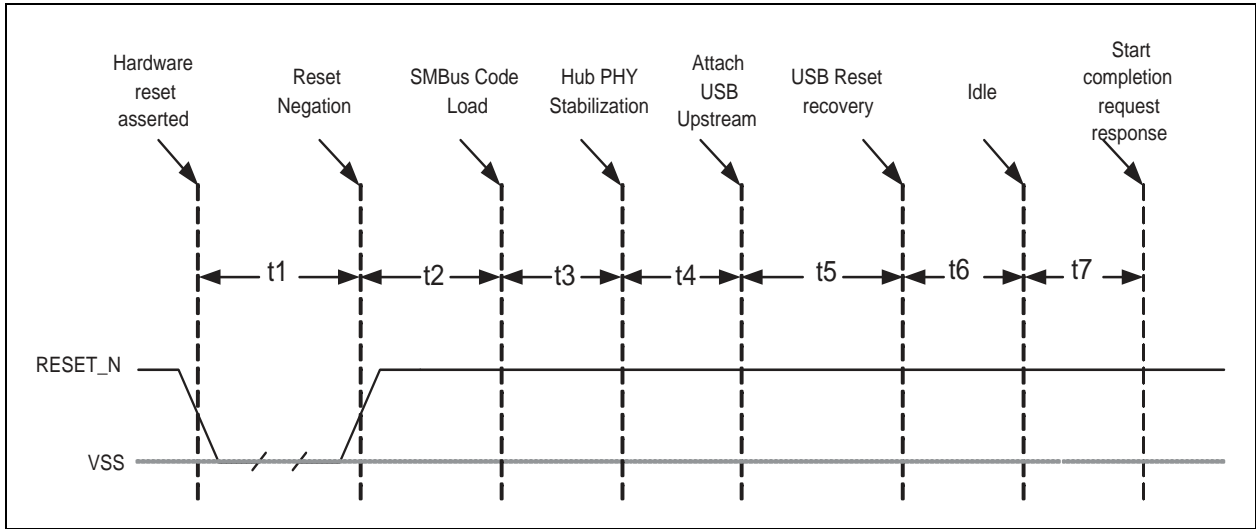 Hardware
reset
asserted
Reset
Negation
SMBus Code
Load
Hub PHY
Stabilization
Attach
USB
Upstream
USB Reset
recovery
Idle
Start
completion
request
response
t1
t2
t3
t4
t5
t6
t7
RESET_N
VSS